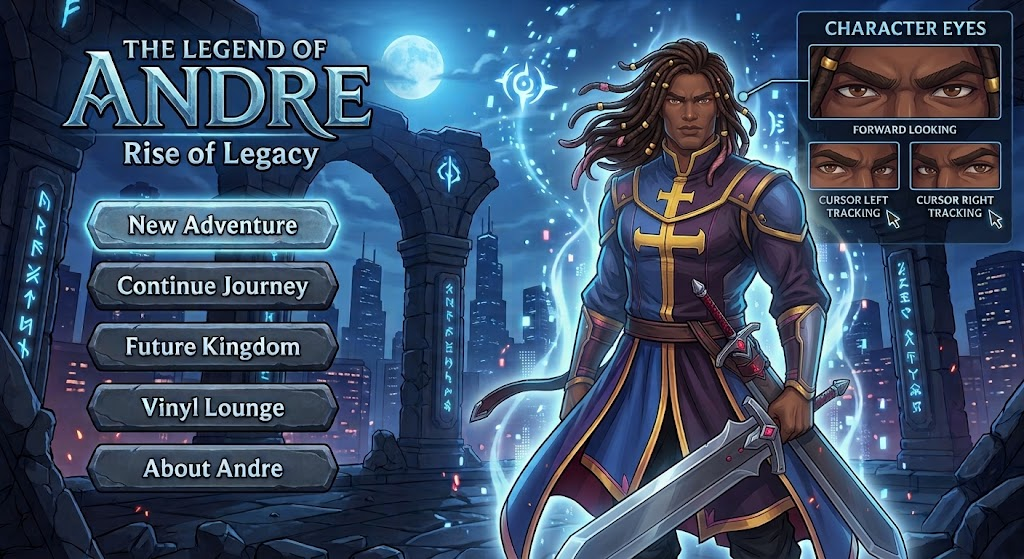 THE LEGEND OF
ANDRE
Rise of Legacy
New Adventure
Continue Journey
Future Kingdom
Vinyl Lounge
About Andre
CHARACTER EYES
FORWARD LOOKING
CURSOR LEFT
TRACKING
CURSOR RIGHT
TRACKING